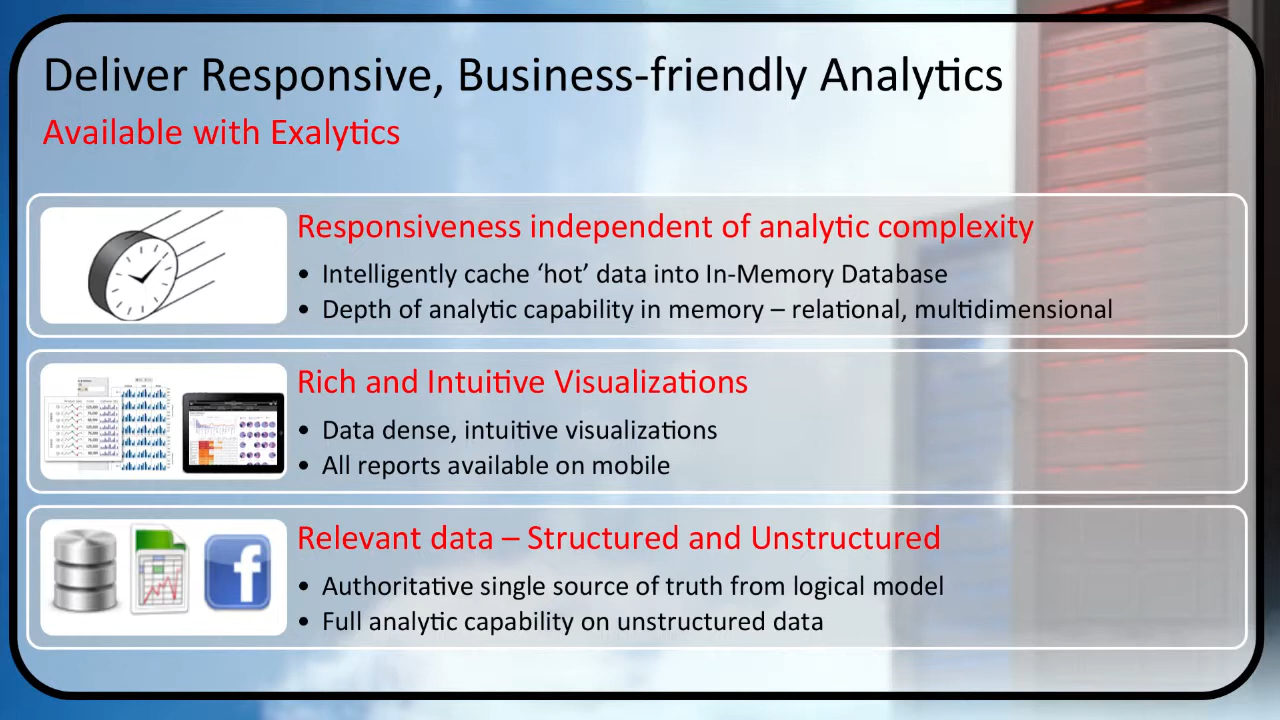 Deliver Responsive, Business-friendly Analytics
Available with Exalytics
Responsiveness independent of analytic complexity
• Intelligently cache ‘hot’ data into In-Memory Database
• Depth of analytic capability in memory – relational, multidimensional
Rich and Intuitive Visualizations
• Data dense, intuitive visualizations
• All reports available on mobile
Relevant data – Structured and Unstructured
• Authoritative single source of truth from logical model
• Full analytic capability on unstructured data